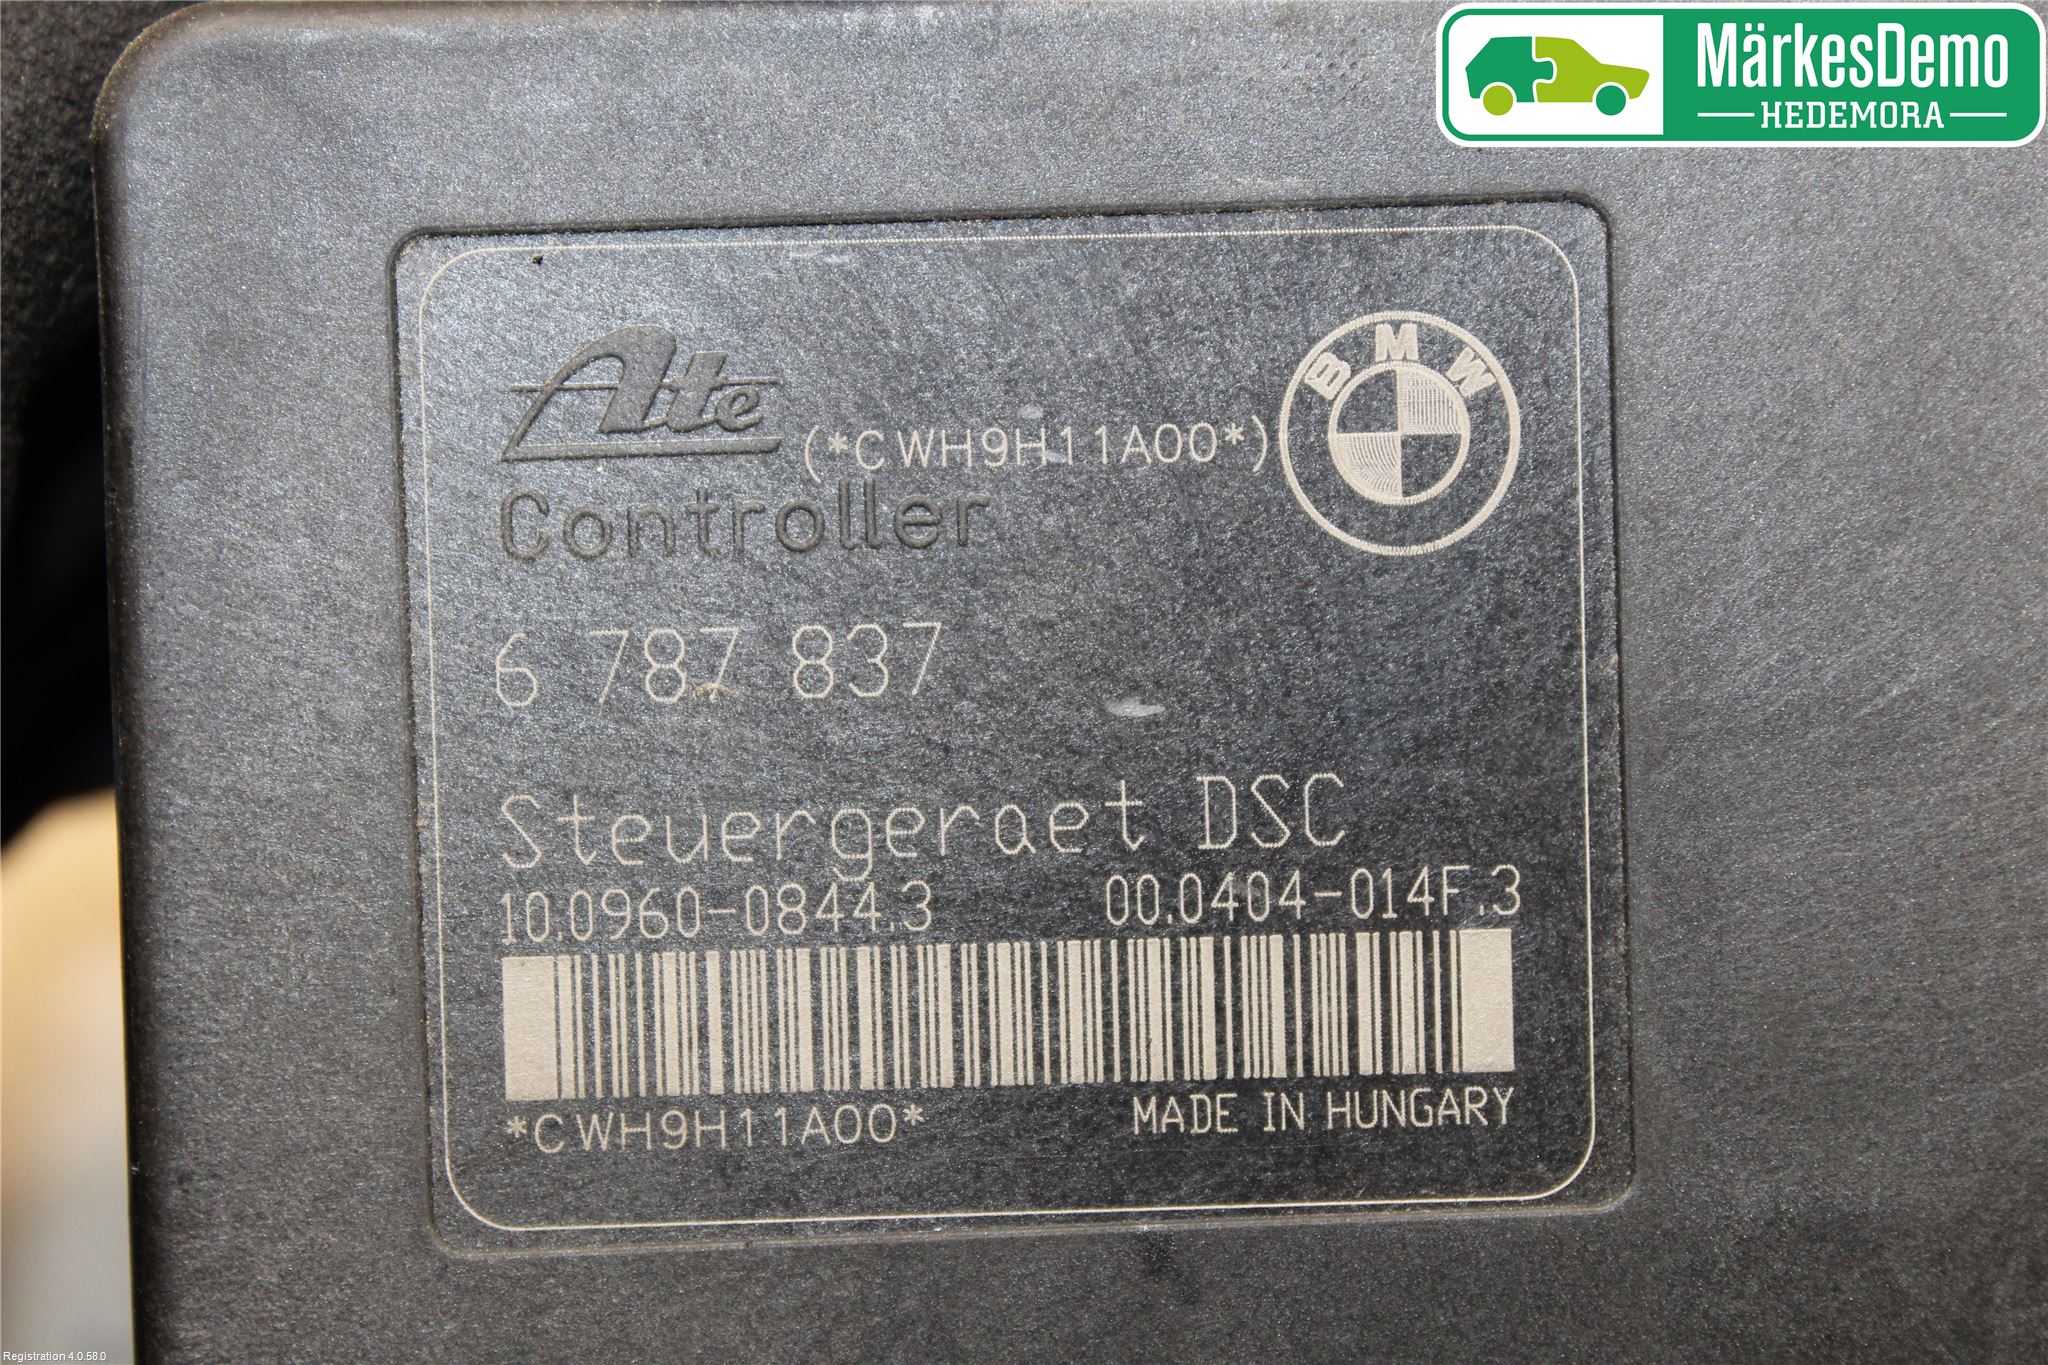 MärkesDemo
HEDEMORA
Ate
(*CWH9H11A00*)
BMW
Controller
6 787 837
Steuergeraet DSC
10.0960-0844.3 00.0404-014F.3
*CWH9H11A00* MADE IN HUNGARY
Registration 4.0.58.0